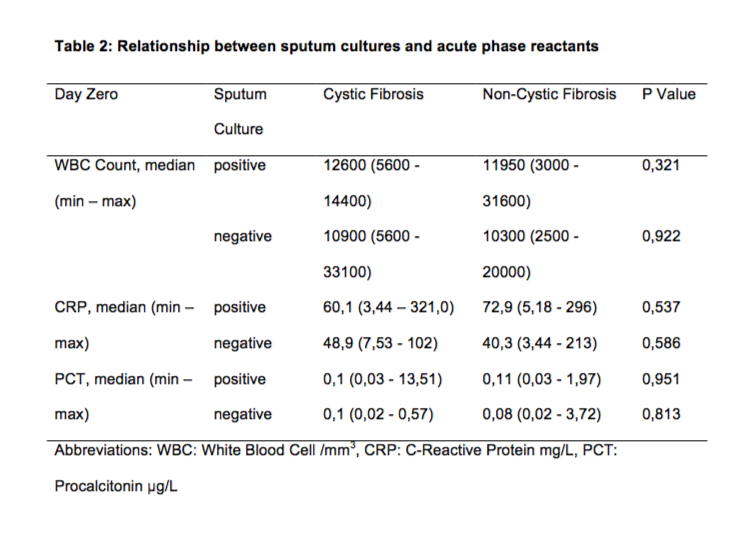 Table 2: Relationship between sputum cultures and acute phase reactants
Day Zero Sputum Cystic Fibrosis Non-Cystic Fibrosis P Value
Culture
WBC Count, median positive 12600 (5600 - 11950 (3000 - 0,321
(min – max) 14400) 31600)
negative 10900 (5600 - 10300 (2500 - 0,922
33100) 20000)
CRP, median (min – positive 60,1 (3,44 – 321,0) 72,9 (5,18 - 296) 0,537
max) negative 48,9 (7,53 - 102) 40,3 (3,44 - 213) 0,586
PCT, median (min – positive 0,1 (0,03 - 13,51) 0,11 (0,03 - 1,97) 0,951
max) negative 0,1 (0,02 - 0,57) 0,08 (0,02 - 3,72) 0,813
Abbreviations: WBC: White Blood Cell /mm³, CRP: C-Reactive Protein mg/L, PCT:
Procalcitonin µg/L